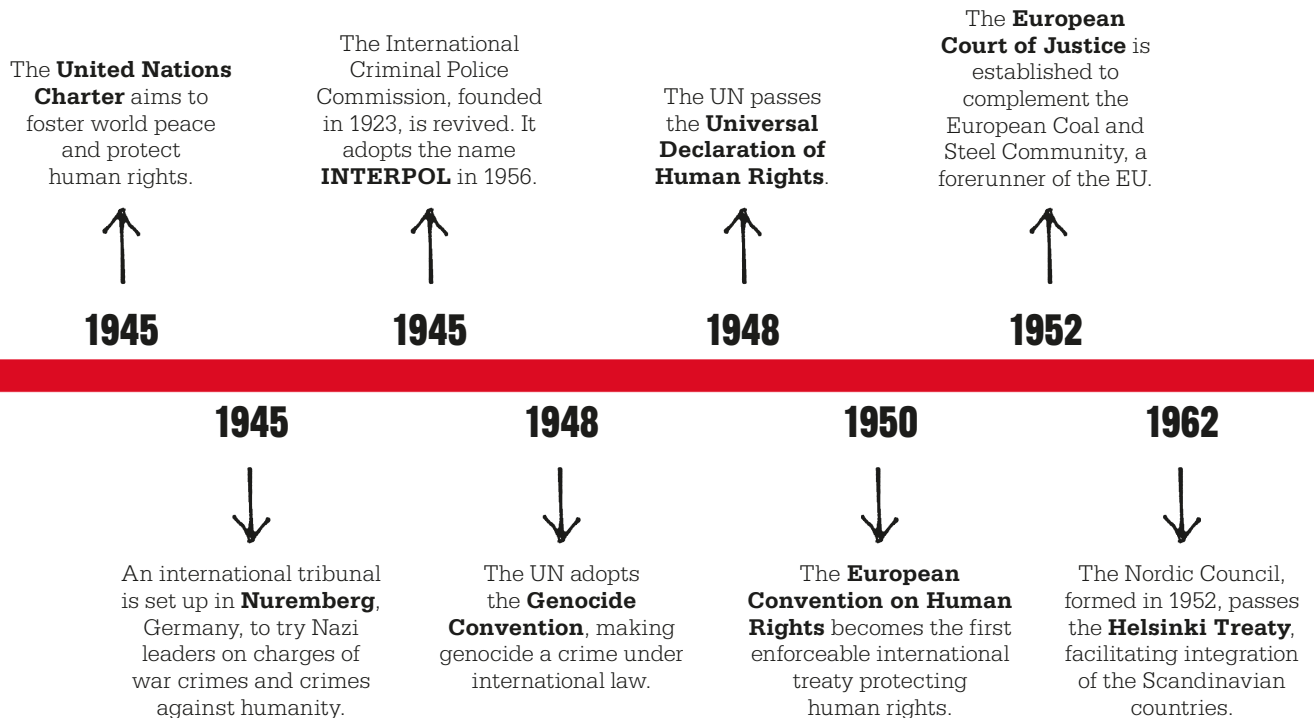 The United Nations
Charter aims to
foster world peace
and protect
human rights.
1945
An international tribunal
is set up in Nuremberg,
Germany, to try Nazi
leaders on charges of
war crimes and crimes
against humanity.
1945
The International
Criminal Police
Commission, founded
in 1923, is revived. It
adopts the name
INTERPOL in 1956.
1945
The UN adopts
the Genocide
Convention, making
genocide a crime under
international law.
1948
The UN passes
the Universal
Declaration of
Human Rights.
1948
The European
Convention on Human
Rights becomes the first
enforceable international
treaty protecting
human rights.
1950
The European
Court of Justice is
established to
complement the
European Coal and
Steel Community, a
forerunner of the EU.
1952
The Nordic Council,
formed in 1952, passes
the Helsinki Treaty,
facilitating integration
of the Scandinavian
countries.
1962